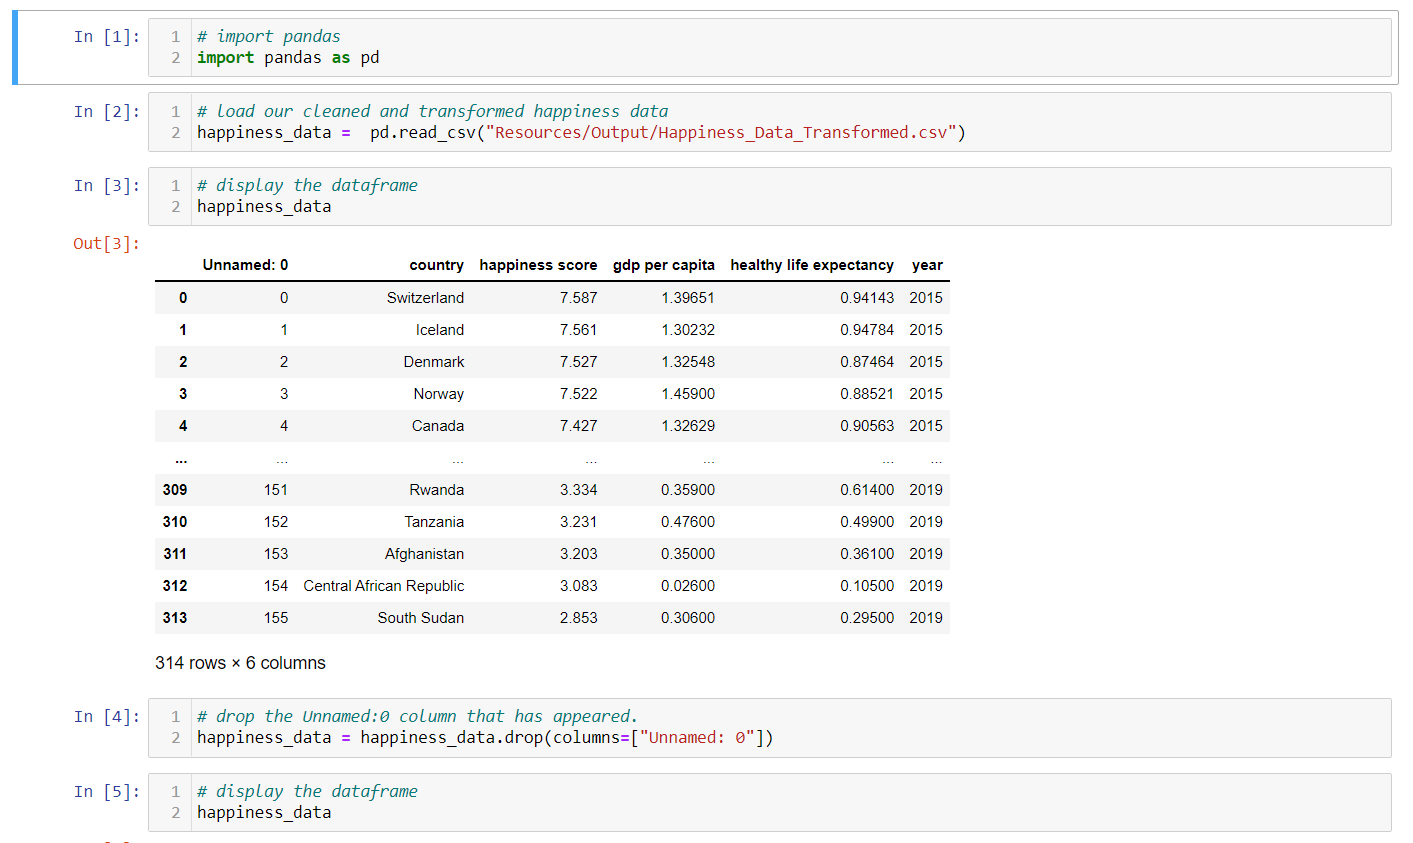 In [1]: 1 # import pandas
2 import pandas as pd
In [2]: 1 # load our cleaned and transformed happiness data
2 happiness_data =  pd.read_csv("Resources/Output/Happiness_Data_Transformed.csv")
In [3]: 1 # display the dataframe
2 happiness_data
Out[3]:
Unnamed: 0 country happiness score gdp per capita healthy life expectancy year
0 0 Switzerland 7.587 1.39651 0.94143 2015
1 1 Iceland 7.561 1.30232 0.94784 2015
2 2 Denmark 7.527 1.32548 0.87464 2015
3 3 Norway 7.522 1.45900 0.88521 2015
4 4 Canada 7.427 1.32629 0.90563 2015
... ... ... ... ... ... ...
309 151 Rwanda 3.334 0.35900 0.61400 2019
310 152 Tanzania 3.231 0.47600 0.49900 2019
311 153 Afghanistan 3.203 0.35000 0.36100 2019
312 154 Central African Republic 3.083 0.02600 0.10500 2019
313 155 South Sudan 2.853 0.30600 0.29500 2019
314 rows × 6 columns
In [4]: 1 # drop the Unnamed:0 column that has appeared.
2 happiness_data = happiness_data.drop(columns=["Unnamed: 0"])
In [5]: 1 # display the dataframe
2 happiness_data